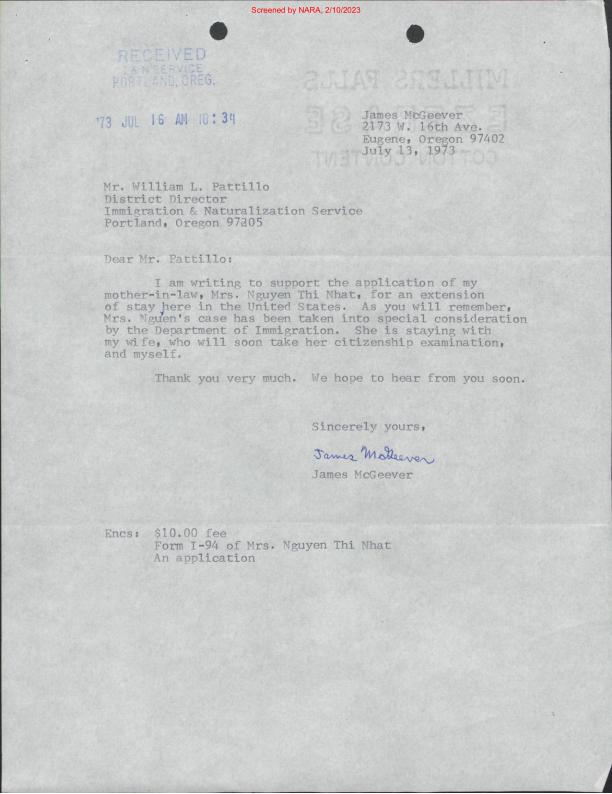 Screened by NARA, 2/10/2023
RECEIVED
I & N SERVICE
PORTLAND, OREG.
'73 JUL 16 AM 10:34
MILLERS FALLS
EZERASE
COTTON CONTENT
James McGeever
2173 W. 16th Ave.
Eugene, Oregon 97402
July 13, 1973
Mr. William L. Pattillo
District Director
Immigration & Naturalization Service
Portland, Oregon 97205
Dear Mr. Pattillo:
I am writing to support the application of my
mother-in-law, Mrs. Nguyen Thi Nhat, for an extension
of stay here in the United States. As you will remember,
Mrs. Nguen's case has been taken into special consideration
by the Department of Immigration. She is staying with
my wife, who will soon take her citizenship examination,
and myself.
Thank you very much. We hope to hear from you soon.
Sincerely yours,
James McGeever
James McGeever
Encs: $10.00 fee
Form I-94 of Mrs. Nguyen Thi Nhat
An application